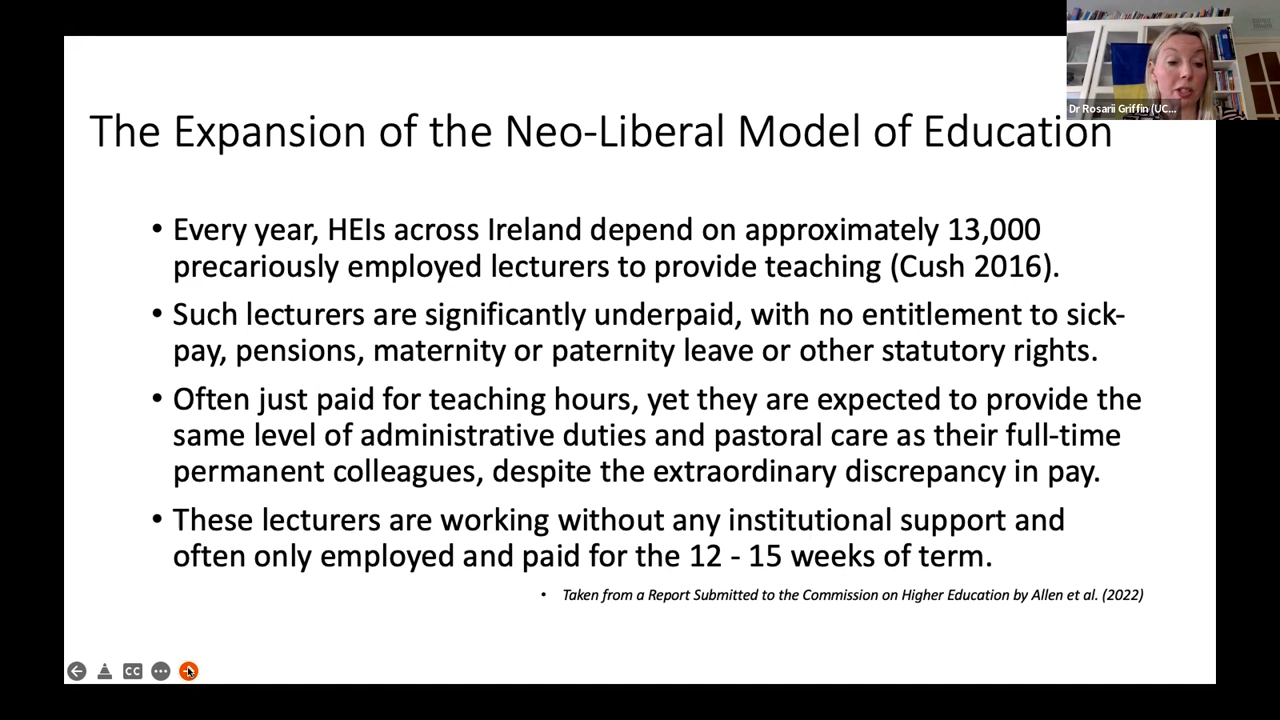 Dr Rosarii Griffin (UC...
The Expansion of the Neo-Liberal Model of Education
• Every year, HEIs across Ireland depend on approximately 13,000
precariously employed lecturers to provide teaching (Cush 2016).
• Such lecturers are significantly underpaid, with no entitlement to sick-
pay, pensions, maternity or paternity leave or other statutory rights.
• Often just paid for teaching hours, yet they are expected to provide the
same level of administrative duties and pastoral care as their full-time
permanent colleagues, despite the extraordinary discrepancy in pay.
• These lecturers are working without any institutional support and
often only employed and paid for the 12 - 15 weeks of term.
• Taken from a Report Submitted to the Commission on Higher Education by Allen et al. (2022)
CC